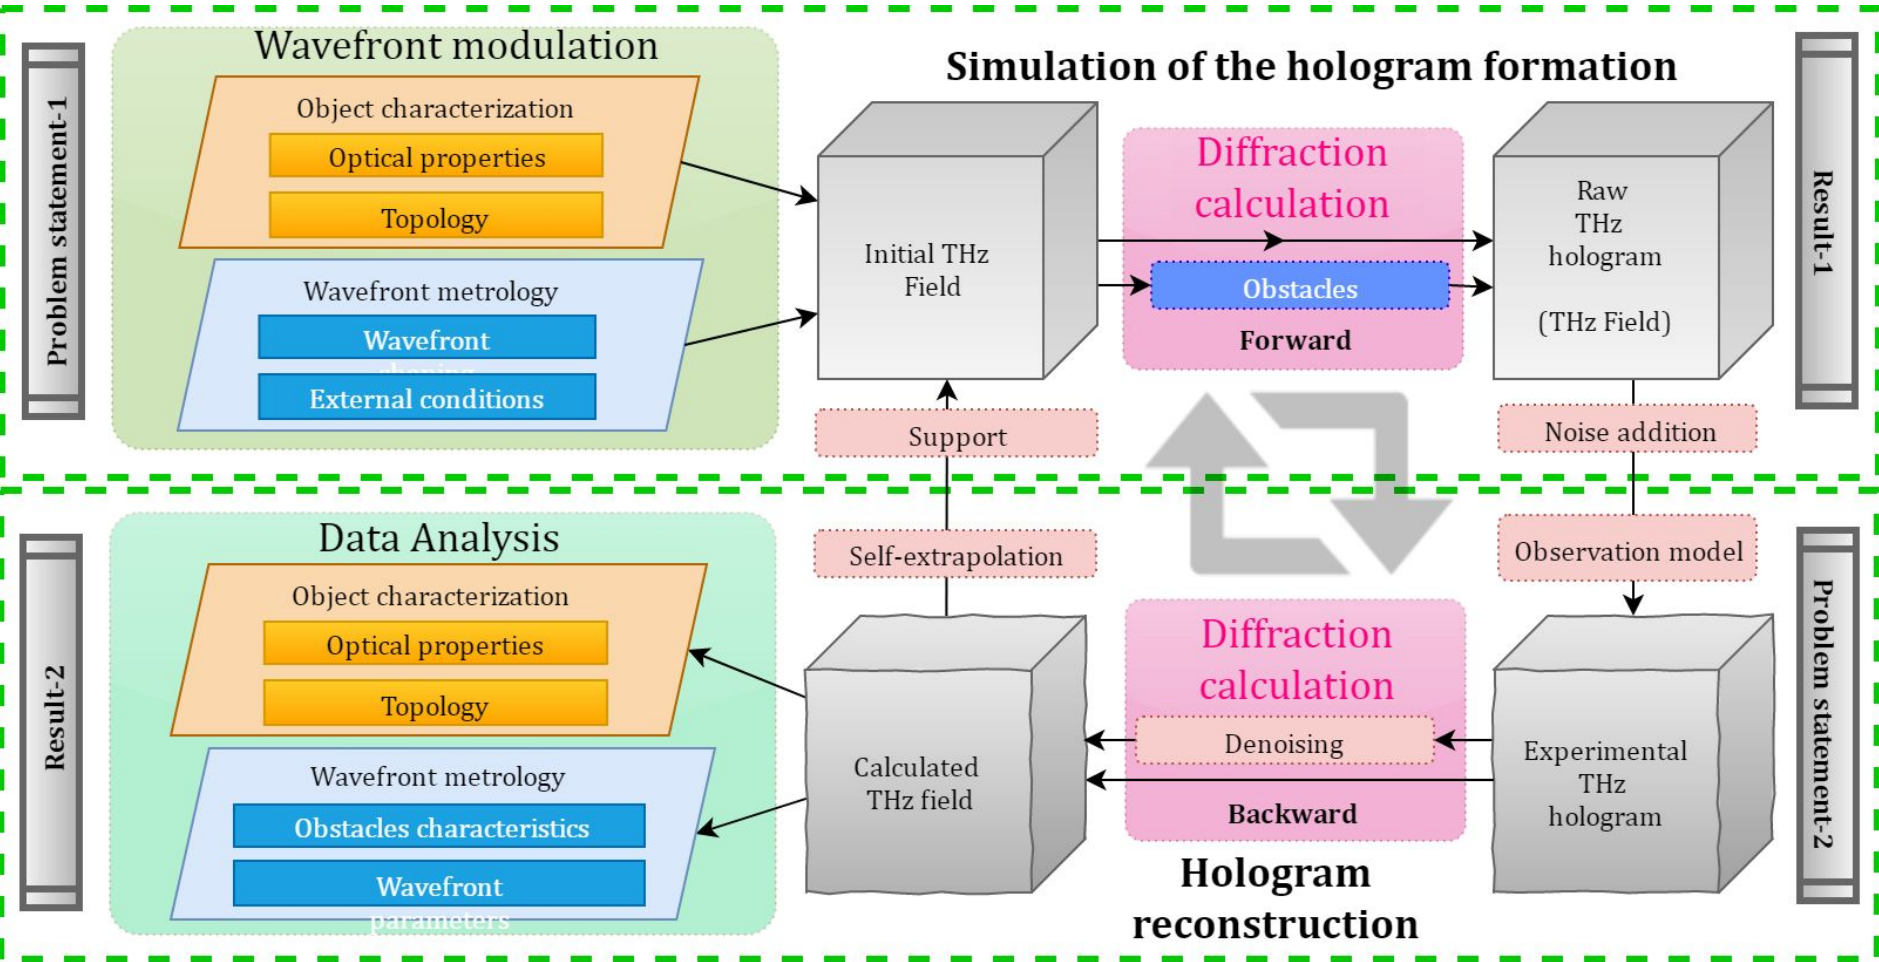 Problem statement-1
Wavefront modulation
Object characterization
Optical properties
Topology
Wavefront metrology
Wavefront
shaping
External conditions
Simulation of the hologram formation
Initial THz
Field
Diffraction
calculation
Obstacles
Forward
Raw
THz
hologram
(THz Field)
Result-1
Support
Noise addition
Result-2
Data Analysis
Object characterization
Optical properties
Topology
Wavefront metrology
Obstacles characteristics
Wavefront
parameters
Self-extrapolation
Observation model
Calculated
THz field
Diffraction
calculation
Denoising
Backward
Experimental
THz
hologram
Problem statement-2
Hologram
reconstruction